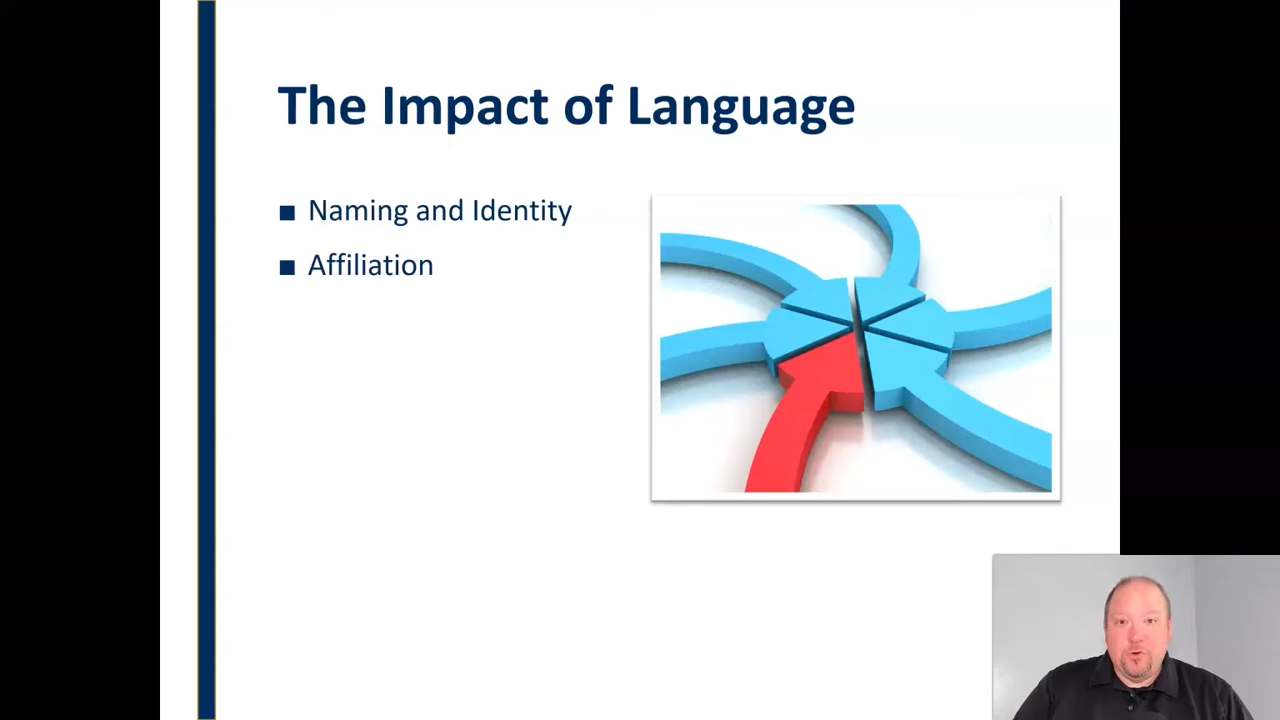 The Impact of Language
Naming and Identity
Affiliation